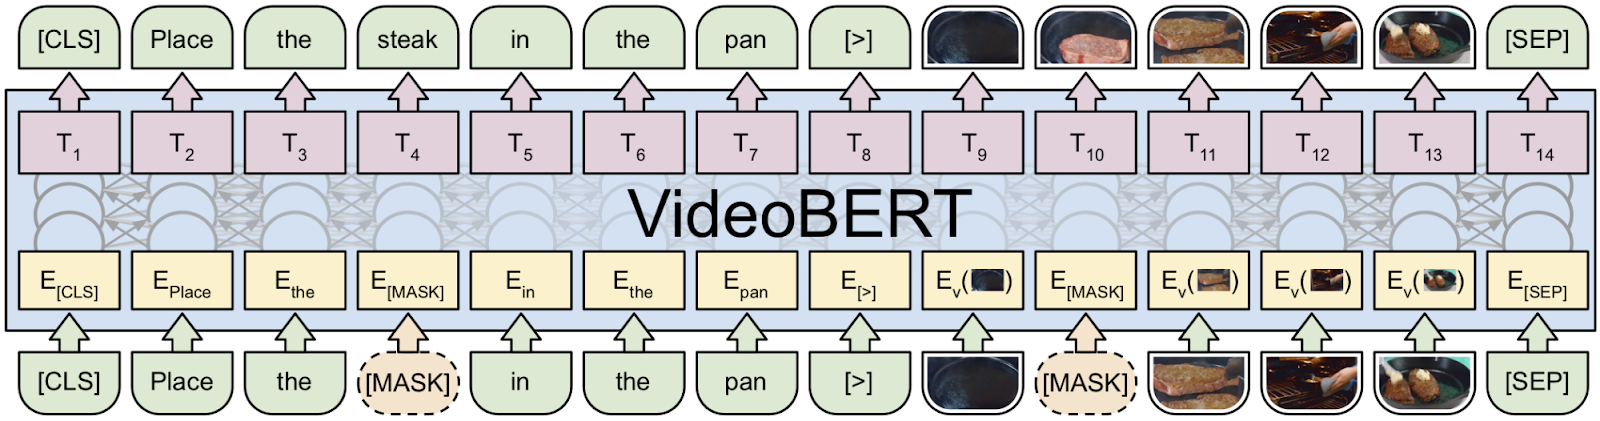 [CLS] Place the steak in the pan [>] [SEP]
T1 T2 T3 T4 T5 T6 T7 T8 T9 T10 T11 T12 T13 T14
VideoBERT
E[CLS] EPlace Ethe E[MASK] Ein Ethe Epan E[>] Ev( ) E[MASK] Ev( ) Ev( ) Ev( ) E[SEP]
[CLS] Place the [MASK] in the pan [>] [MASK] [SEP]